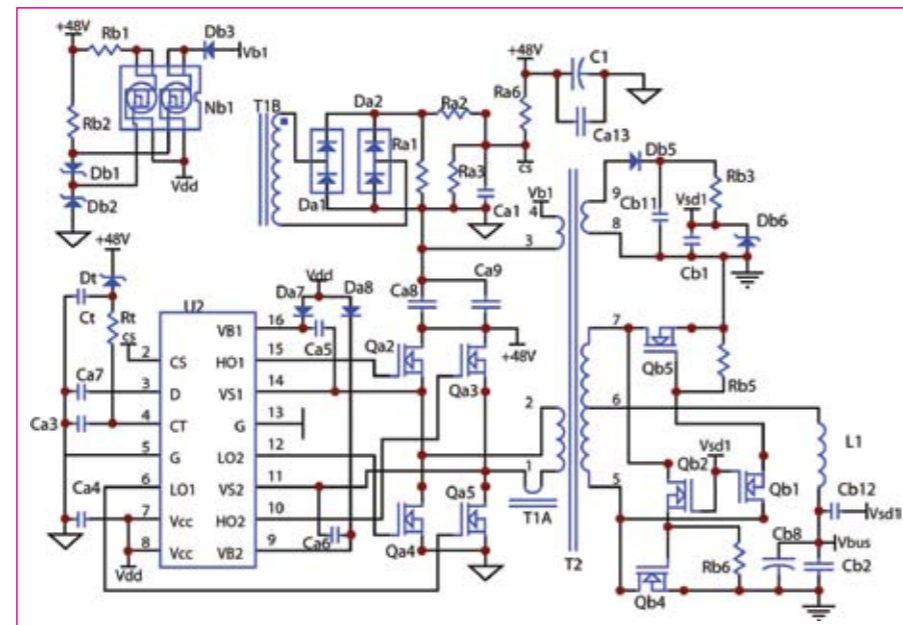 +48V
Rb1
Db3
Vb1
Nb1
Rb2
Db1
Db2
Vdd
T1B
Da2
Ra1
Da1
Ra2
Ra3
Ca1
+48V
Ra6
cs
C1
Ca13
Vb1
4
3
9
8
Db5
Cb11
Rb3
Vsd1
Cb1
Db6
+48V
Dt
Ct
Rt
cs
Ca7
Ca3
Ca4
U2
2
CS
3
D
4
CT
5
G
6
LO1
7
Vcc
8
Vcc
Vdd
VB1
16
HO1
15
VS1
14
G
13
LO2
12
VS2
11
HO2
10
VB2
9
Vdd
Da7
Da8
Ca5
Ca6
Ca8
Ca9
+48V
Qa2
Qa3
Qa4
Qa5
2
1
T1A
T2
7
6
5
Qb5
Rb5
Qb2
Vsd1
Qb1
L1
Cb12
Vsd1
Vbus
Cb8
Cb2
Rb6
Qb4